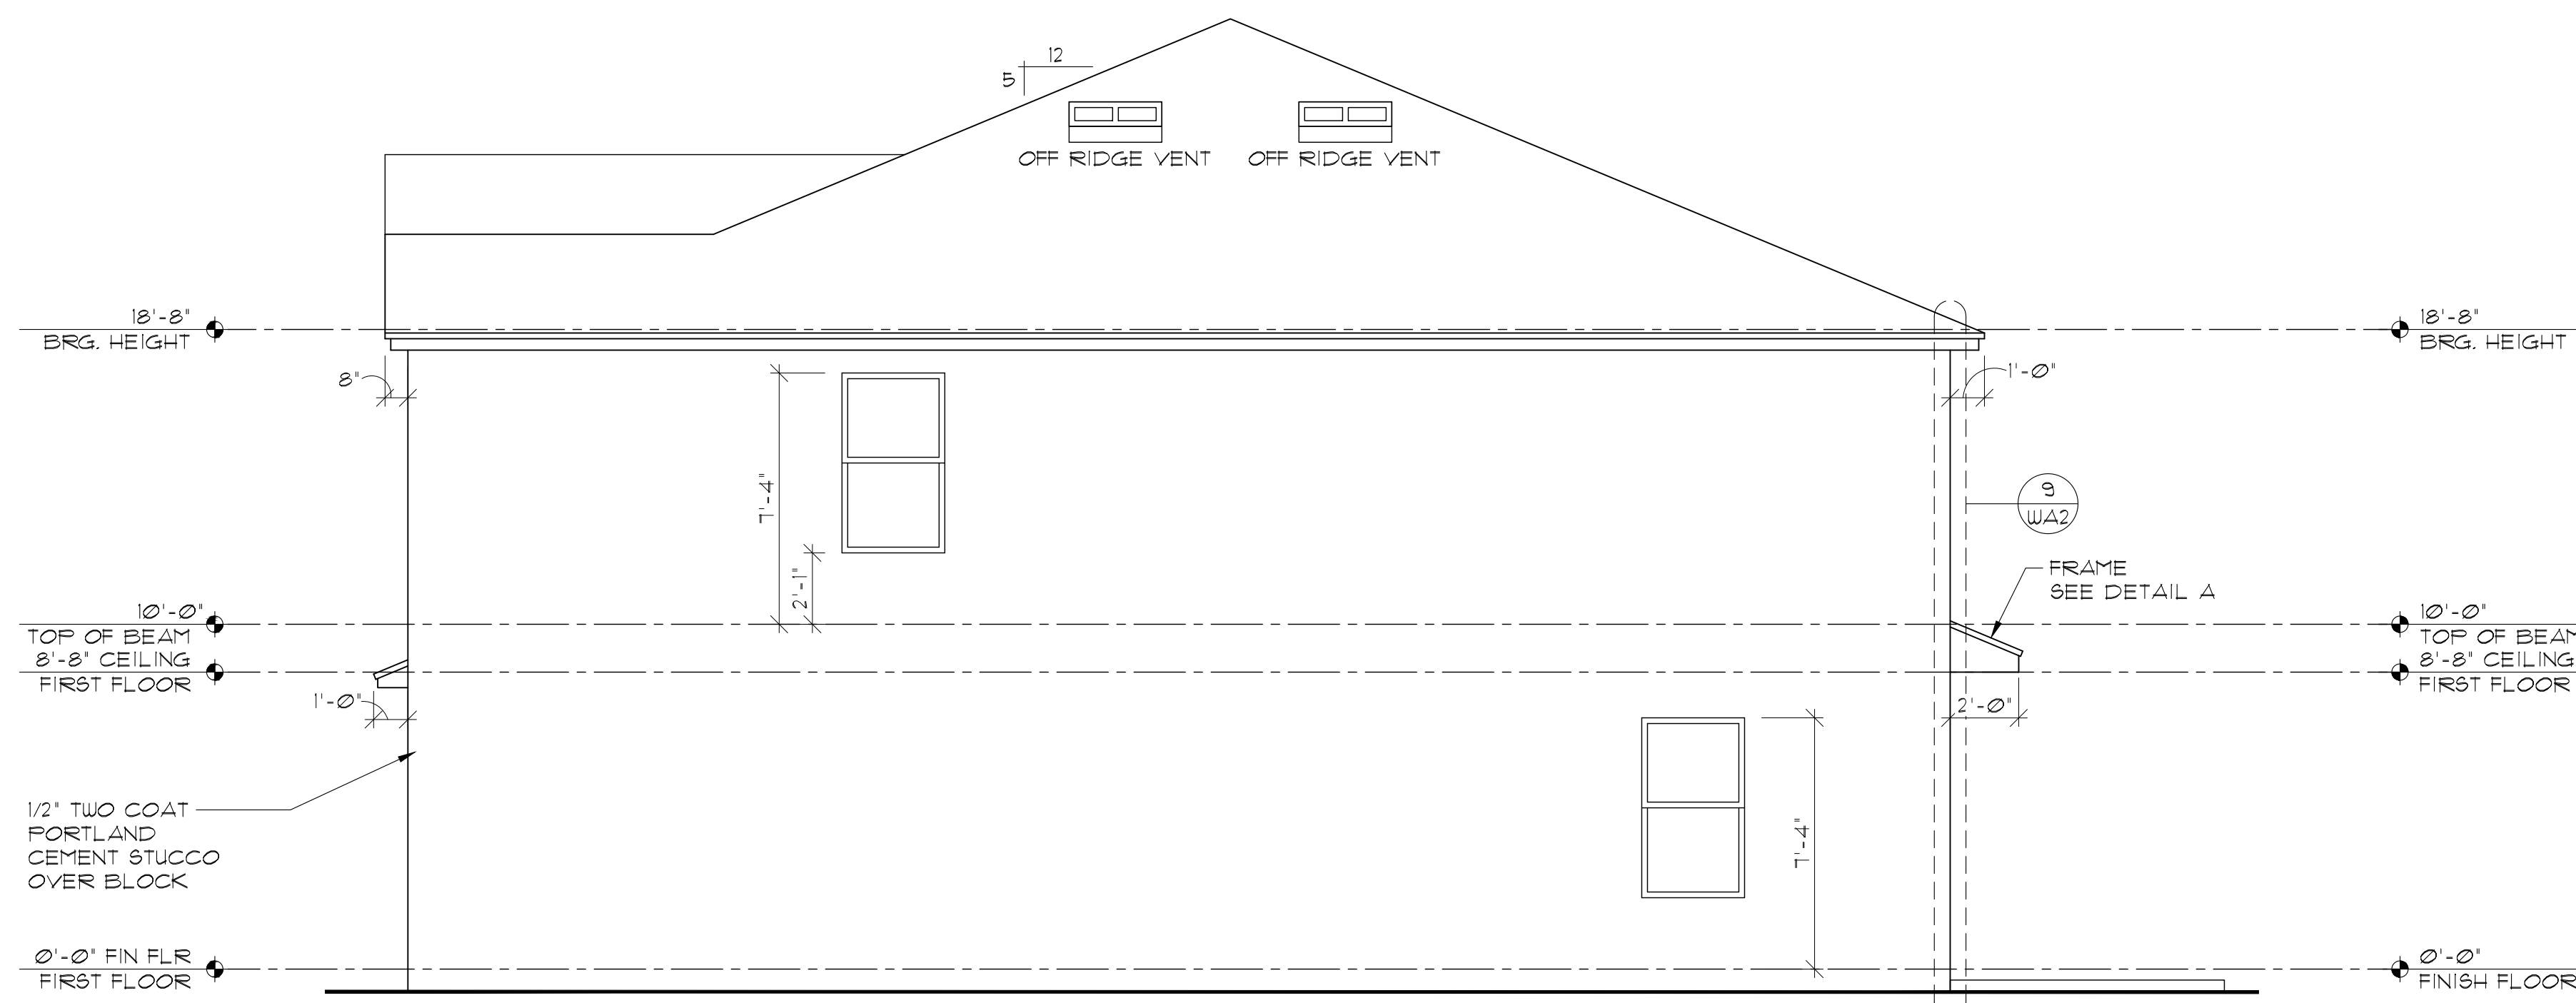 12
5
OFF RIDGE VENT
OFF RIDGE VENT
18'-8"
BRG. HEIGHT
18'-8"
BRG. HEIGHT
8"
1'-0"
7'-4"
2'-1"
9
WA2
FRAME
SEE DETAIL A
10'-0"
TOP OF BEAM
8'-8" CEILING
FIRST FLOOR
10'-0"
TOP OF BEAM
8'-8" CEILING
FIRST FLOOR
1'-0"
2'-0"
7'-4"
1/2" TWO COAT
PORTLAND
CEMENT STUCCO
OVER BLOCK
0'-0" FIN FLR
FIRST FLOOR
0'-0"
FINISH FLOOR